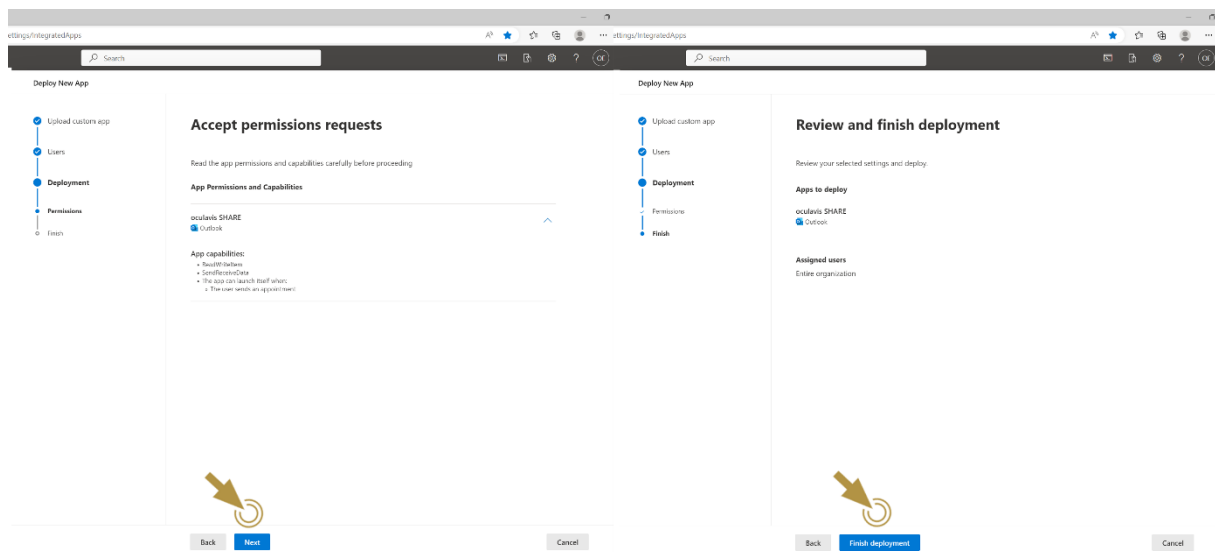 ettings/IntegratedApps
Search
Deploy New App
Upload custom app
Users
Deployment
Permissions
Finish
Accept permissions requests
Read the app permissions and capabilities carefully before proceeding
App Permissions and Capabilities
oculavis SHARE
Outlook
App capabilities:
ReadWriteItem
SendReceiveData
The app can launch itself when:
The user sends an appointment
Back
Next
Cancel
ettings/IntegratedApps
Search
Deploy New App
Upload custom app
Users
Deployment
Permissions
Finish
Review and finish deployment
Review your selected settings and deploy.
Apps to deploy
oculavis SHARE
Outlook
Assigned users
Entire organization
Back
Finish deployment
Cancel